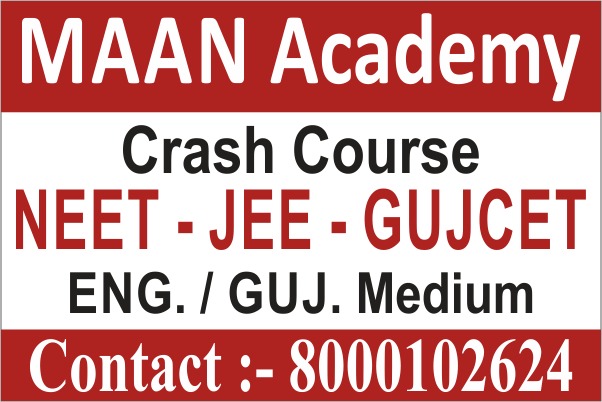 MAAN Academy
Crash Course
NEET - JEE - GUJCET
ENG. / GUJ. Medium
Contact :- 8000102624